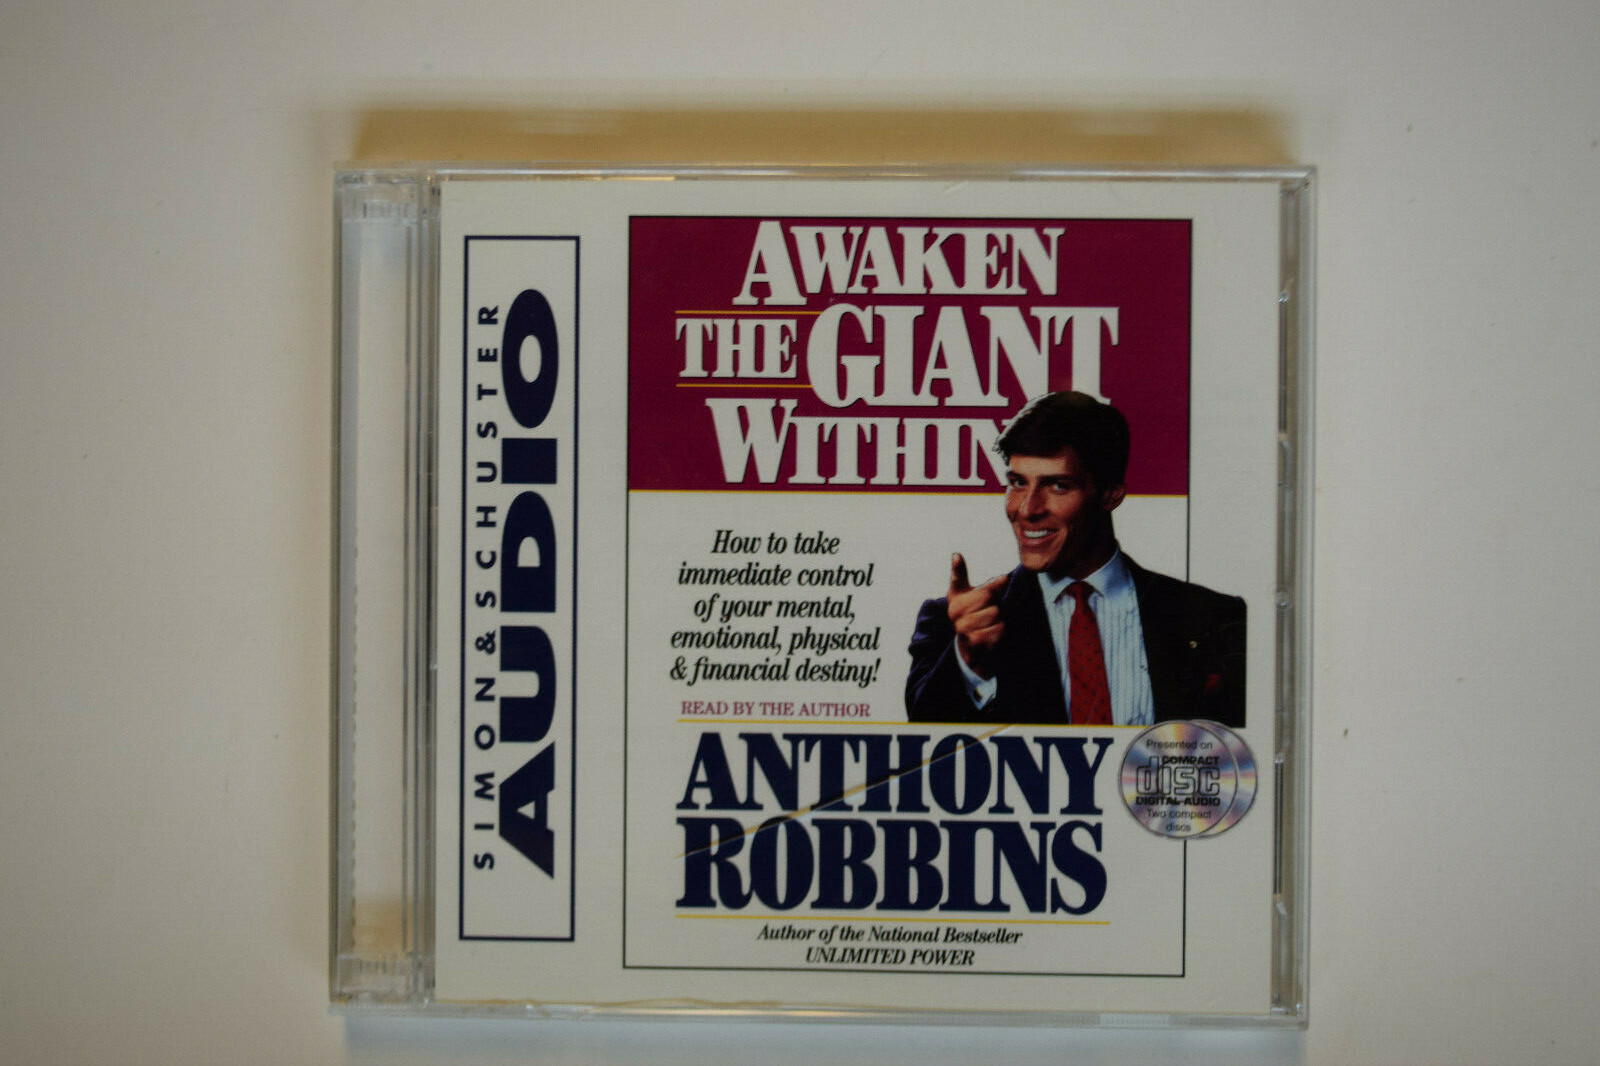 SIMON & SCHUSTER
AUDIO
AWAKEN
THE GIANT
WITHIN
How to take
immediate control
of your mental,
emotional, physical
& financial destiny!
READ BY THE AUTHOR
ANTHONY
ROBBINS
Author of the National Bestseller
UNLIMITED POWER
Presented on
COMPACT
disc
DIGITAL AUDIO
Two compact
discs